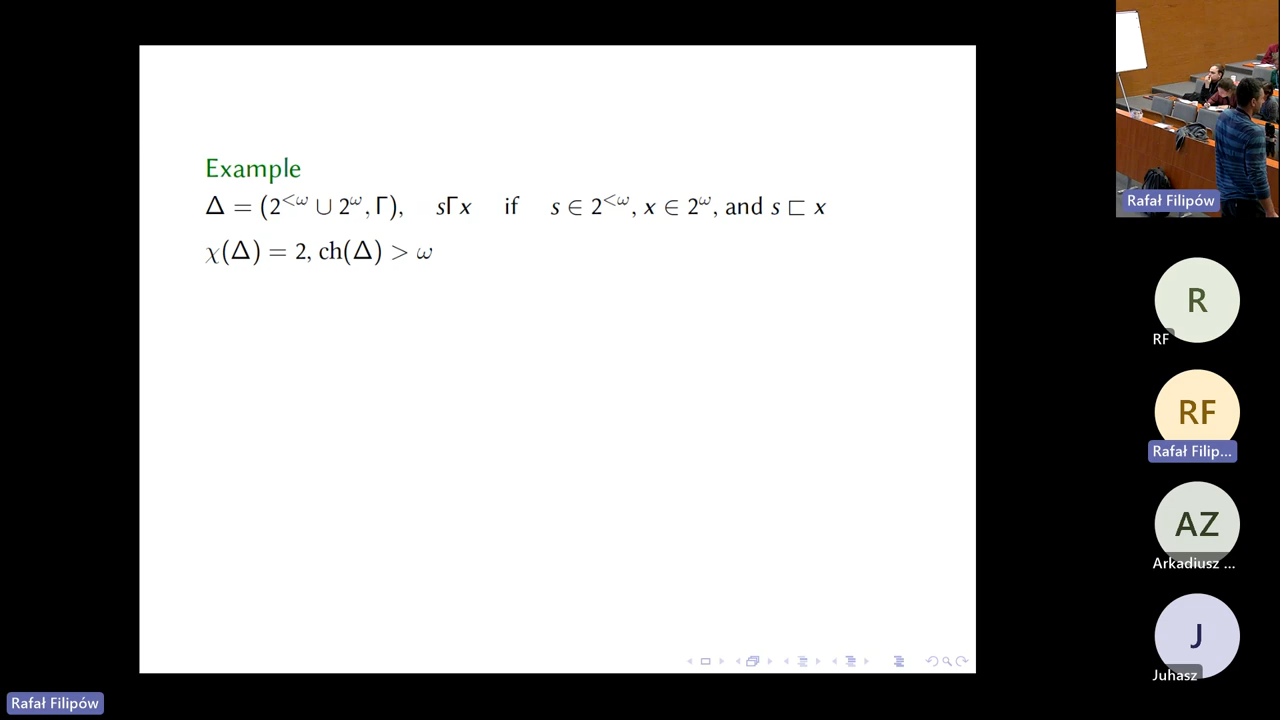 Example
Δ = (2^{<ω} ∪ 2^ω, Γ), sΓx if s ∈ 2^{<ω}, x ∈ 2^ω, and s ⊏ x
χ(Δ) = 2, ch(Δ) > ω
Rafał Filipów
R
RF
RF
Rafał Filip...
AZ
Arkadiusz ...
J
Juhasz
Rafał Filipów